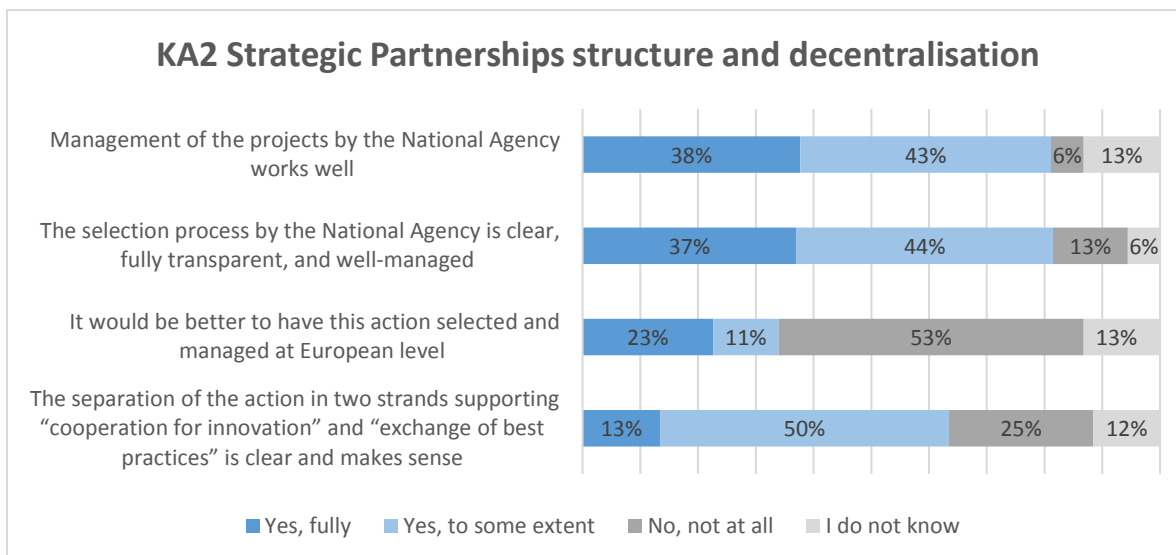 KA2 Strategic Partnerships structure and decentralisation
Management of the projects by the National Agency
works well
38% 43% 6% 13%
The selection process by the National Agency is clear,
fully transparent, and well-managed
37% 44% 13% 6%
It would be better to have this action selected and
managed at European level
23% 11% 53% 13%
The separation of the action in two strands supporting
“cooperation for innovation” and “exchange of best
practices” is clear and makes sense
13% 50% 25% 12%
Yes, fully Yes, to some extent No, not at all I do not know